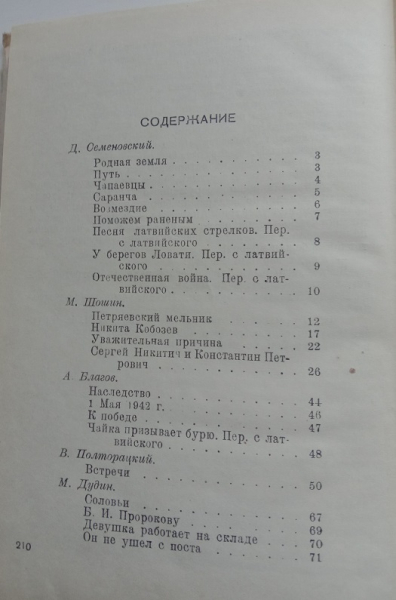 СОДЕРЖАНИЕ
Д. Семеновский.
Родная земля . . . . . . . . . 3
Путь . . . . . . . . . . . 3
Чапаевцы . . . . . . . . . . 4
Саранча . . . . . . . . . . 5
Возмездие . . . . . . . . . . 6
Поможем раненым . . . . . . . 7
Песня латвийских стрелков. Пер.
с латвийского . . . . . . . . 8
У берегов Ловати. Пер. с латвий-
ского . . . . . . . . . . 9
Отечественная война. Пер. с лат-
вийского . . . . . . . . . 10
М. Шошин.
Петряевский мельник . . . . . . 12
Никита Кобозев . . . . . . . 17
Уважительная причина . . . . . 22
Сергей Никитич и Константин Пет-
рович . . . . . . . . . . 26
А. Благов.
Наследство . . . . . . . . . 44
1 Мая 1942 г. . . . . . . . . 46
К победе . . . . . . . . . . 47
Чайка призывает бурю. Пер. с лат-
вийского . . . . . . . . . 48
В. Полторацкий.
Встречи . . . . . . . . . . 50
М. Дудин.
Соловьи . . . . . . . . . . 67
Б. И. Пророкову . . . . . . . 69
Девушка работает на складе . . . . 70
Он не ушел с поста . . . . . . . 71
210